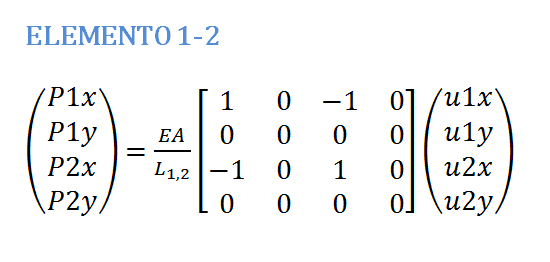 ELEMENTO 1-2
P1x 1 0 −1 0 u1x
P1y = EA/L1,2 0 0 0 0 u1y
P2x −1 0 1 0 u2x
P2y 0 0 0 0 u2y